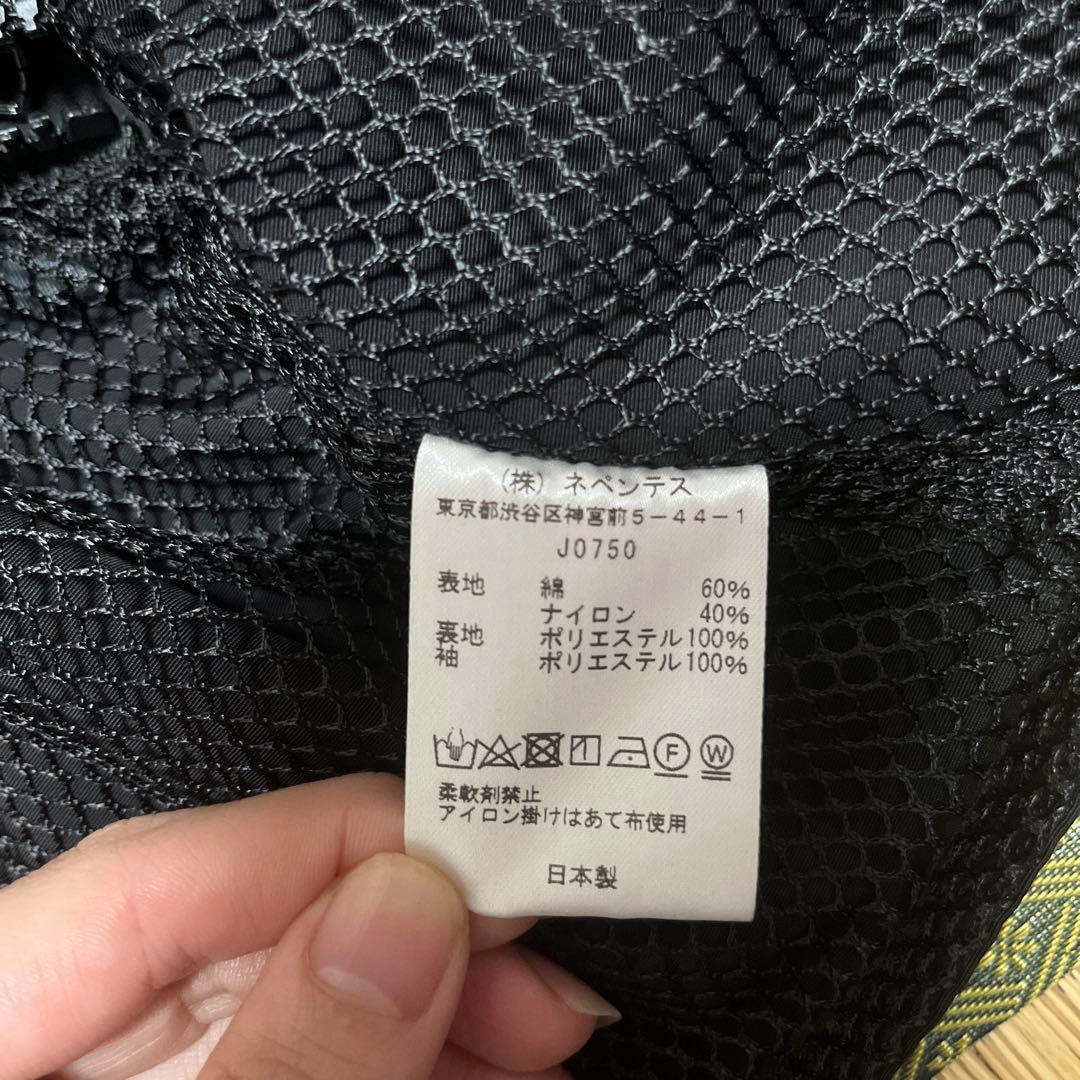 (株) ネペンテス
東京都渋谷区神宮前5-44-1
J0750
表地 綿 60%
ナイロン 40%
裏地 ポリエステル100%
袖 ポリエステル100%
F W
柔軟剤禁止
アイロン掛けはあて布使用
日本製